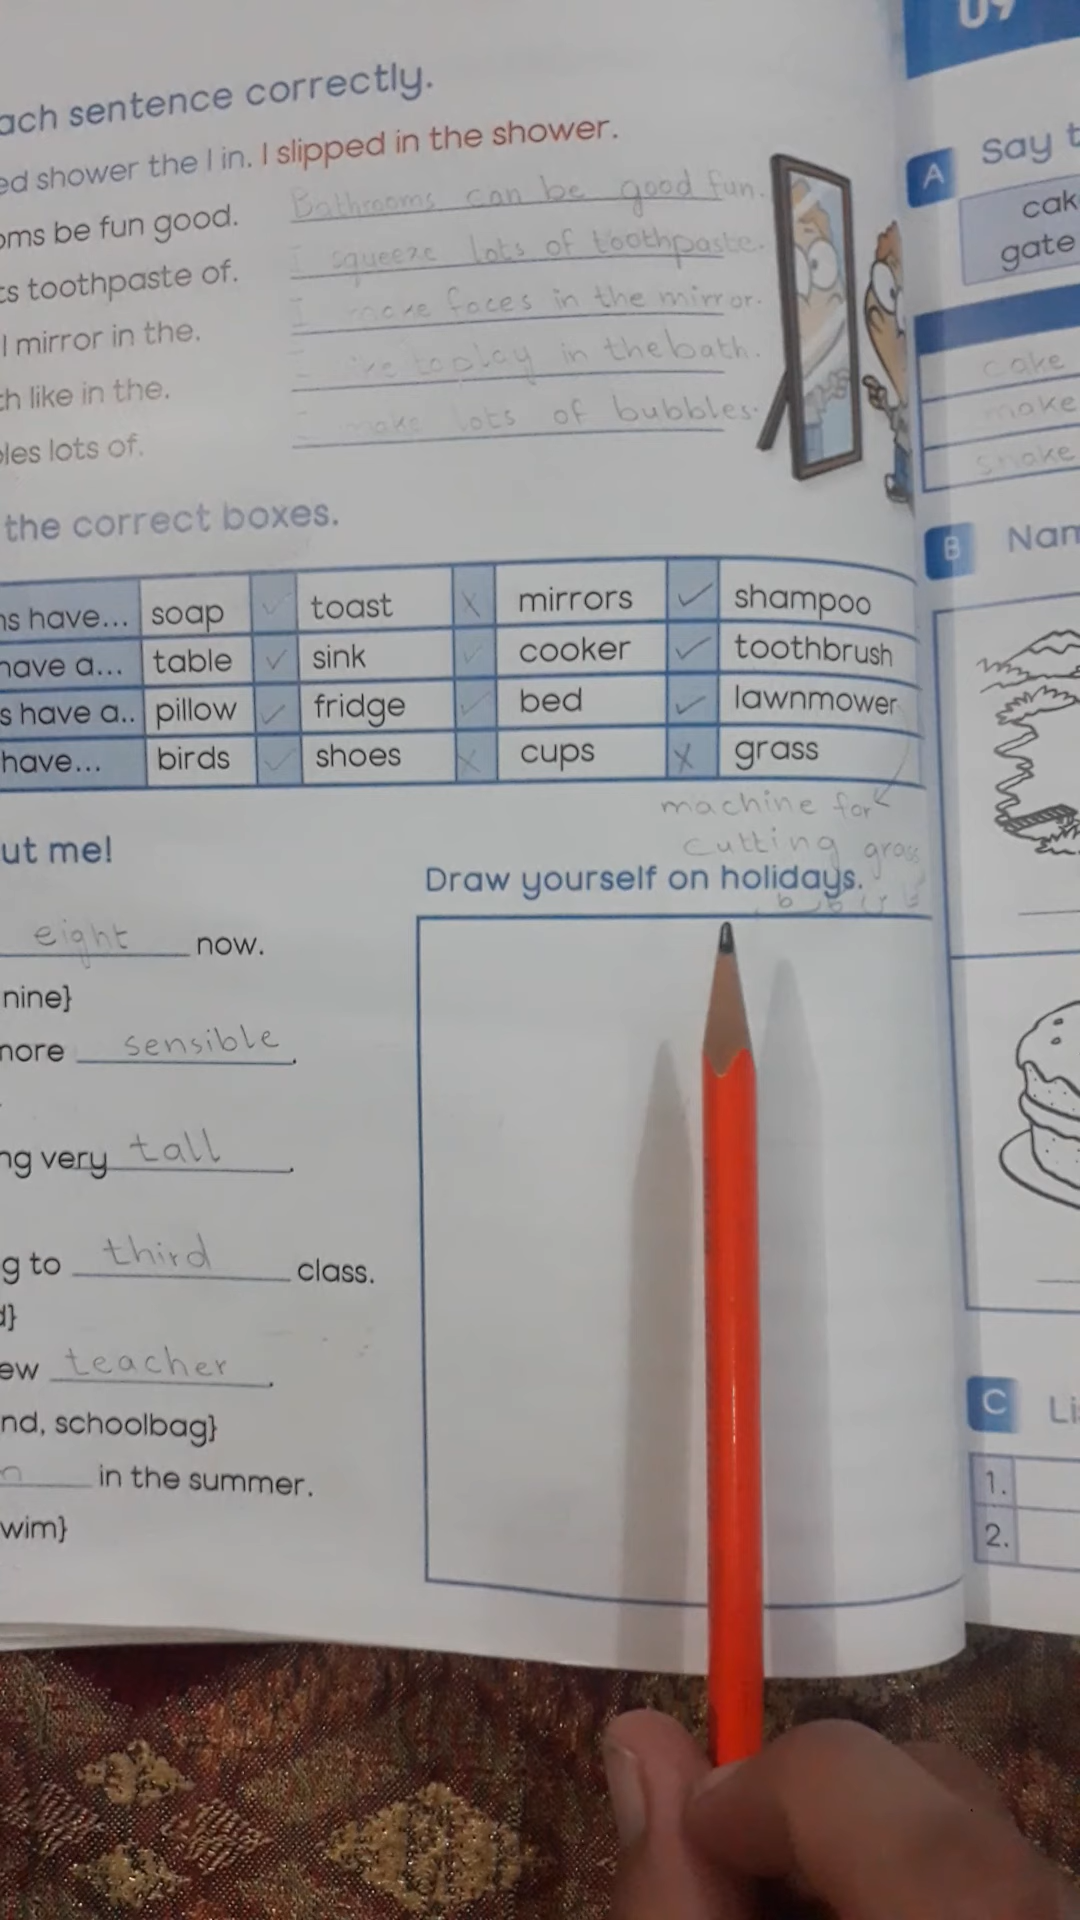 ach sentence correctly.
ed shower the I in. I slipped in the shower.
oms be fun good. Bathrooms can be good fun.
ts toothpaste of. I squeeze lots of toothpaste.
I mirror in the. I make faces in the mirror.
th like in the. I like to play in the bath.
les lots of. I make lots of bubbles.
the correct boxes.
ns have... soap ✓ toast X mirrors ✓ shampoo
have a... table ✓ sink ✓ cooker ✓ toothbrush
s have a.. pillow ✓ fridge ✓ bed ✓ lawnmower
have... birds ✓ shoes X cups X grass
machine for
cutting grass
ut me!
Draw yourself on holidays.
eight now.
nine}
more sensible.
ng very tall.
g to third class.
d}
ew teacher.
nd, schoolbag}
n in the summer.
wim}
U9
A Say t
cak
gate
cake
make
snake
B Nam
C Li
1.
2.